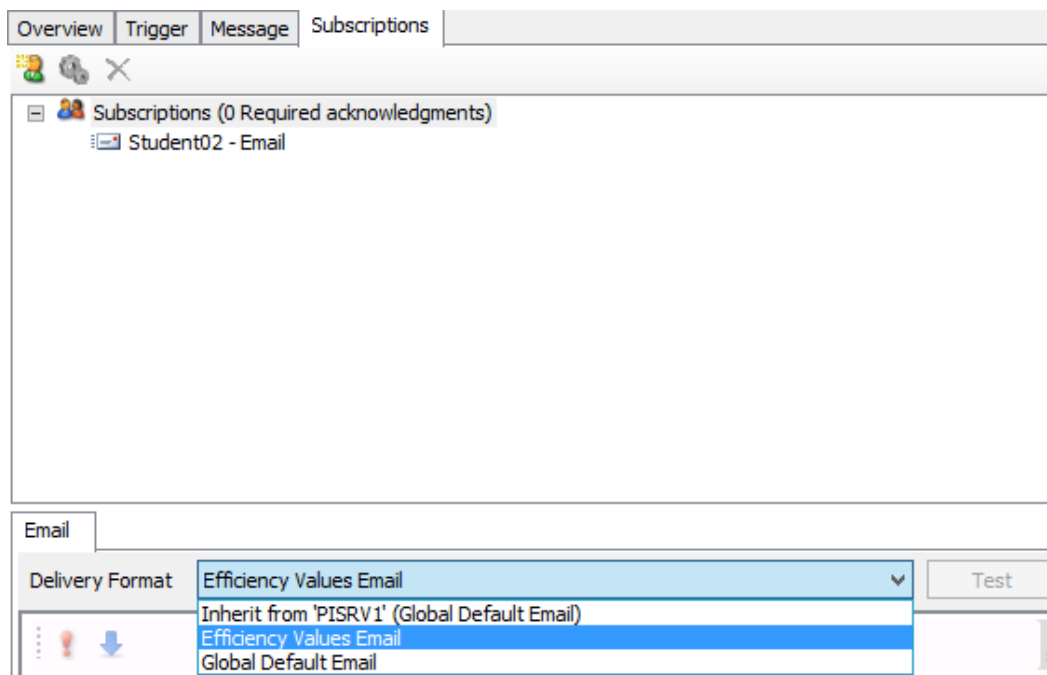 Overview Trigger Message Subscriptions
Subscriptions (0 Required acknowledgments)
Student02 - Email
Email
Delivery Format Efficiency Values Email Test
Inherit from 'PISRV1' (Global Default Email)
Efficiency Values Email
Global Default Email